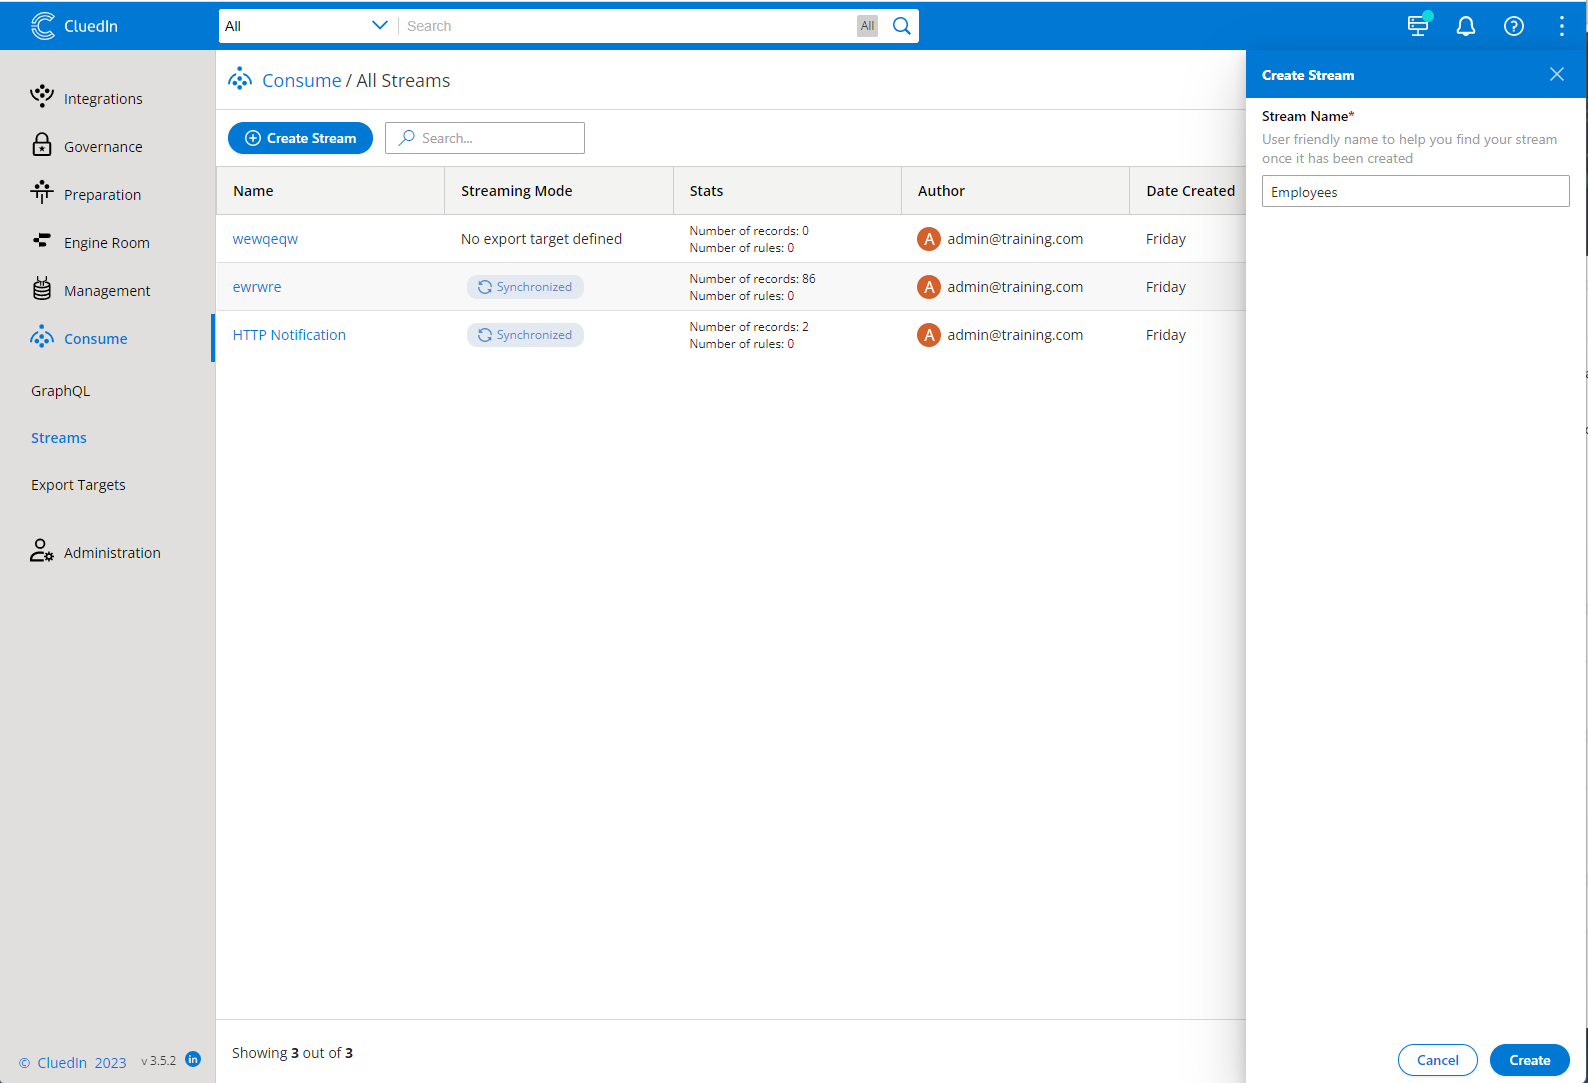 CluedIn
All
Search
All
Integrations
Governance
Preparation
Engine Room
Management
Consume
GraphQL
Streams
Export Targets
Administration
© CluedIn 2023 v 3.5.2 in
Consume / All Streams
Create Stream
Search...
Name Streaming Mode Stats Author Date Created
wewqeqw No export target defined Number of records: 0 A admin@training.com Friday
Number of rules: 0
ewrwre Synchronized Number of records: 86 A admin@training.com Friday
Number of rules: 0
HTTP Notification Synchronized Number of records: 2 A admin@training.com Friday
Number of rules: 0
Showing 3 out of 3
Create Stream
Stream Name*
User friendly name to help you find your stream
once it has been created
Employees
Cancel Create